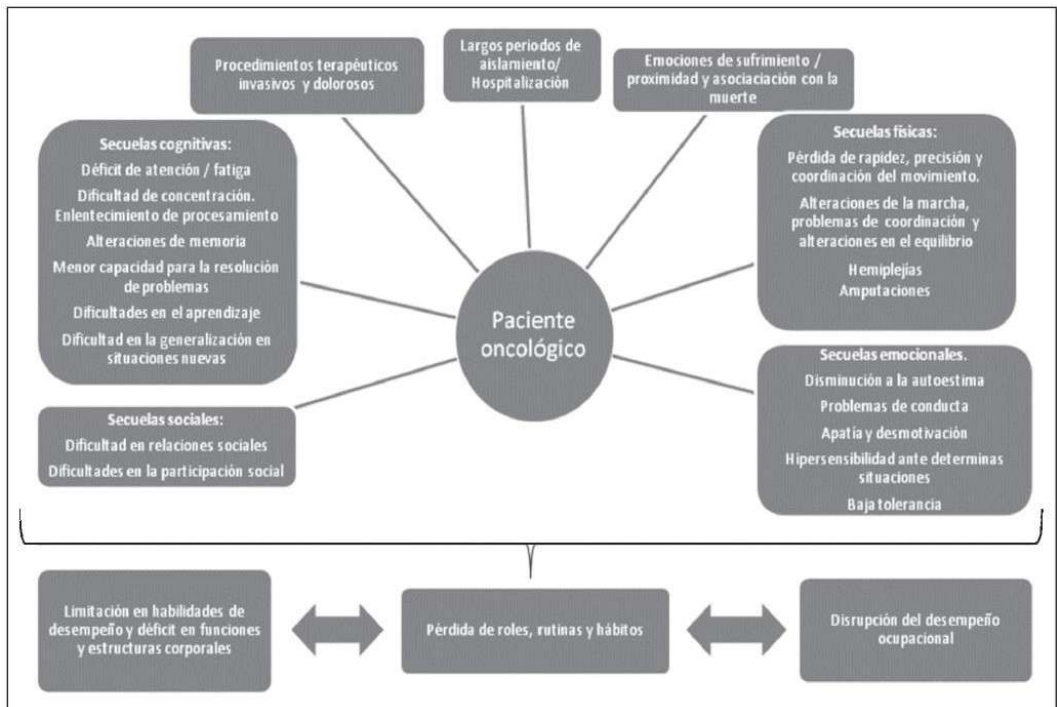 Procedimientos terapéuticos
invasivos y dolorosos
Largos periodos de
aislamiento/
Hospitalización
Emociones de sufrimiento /
proximidad y asociaciación con la
muerte
Secuelas cognitivas:
Déficit de atención / fatiga
Dificultad de concentración.
Enlentecimiento de procesamiento
Alteraciones de memoria
Menor capacidad para la resolución
de problemas
Dificultades en el aprendizaje
Dificultad en la generalización en
situaciones nuevas
Secuelas físicas:
Pérdida de rapidez, precisión y
coordinación del movimiento.
Alteraciones de la marcha,
problemas de coordinación y
alteraciones en el equilibrio
Hemiplejías
Amputaciones
Paciente
oncológico
Secuelas sociales:
Dificultad en relaciones sociales
Dificultades en la participación social
Secuelas emocionales.
Disminución a la autoestima
Problemas de conducta
Apatía y desmotivación
Hipersensibilidad ante determinas
situaciones
Baja tolerancia
Limitación en habilidades de
desempeño y déficit en funciones
y estructuras corporales
Pérdida de roles, rutinas y hábitos
Disrupción del desempeño
ocupacional